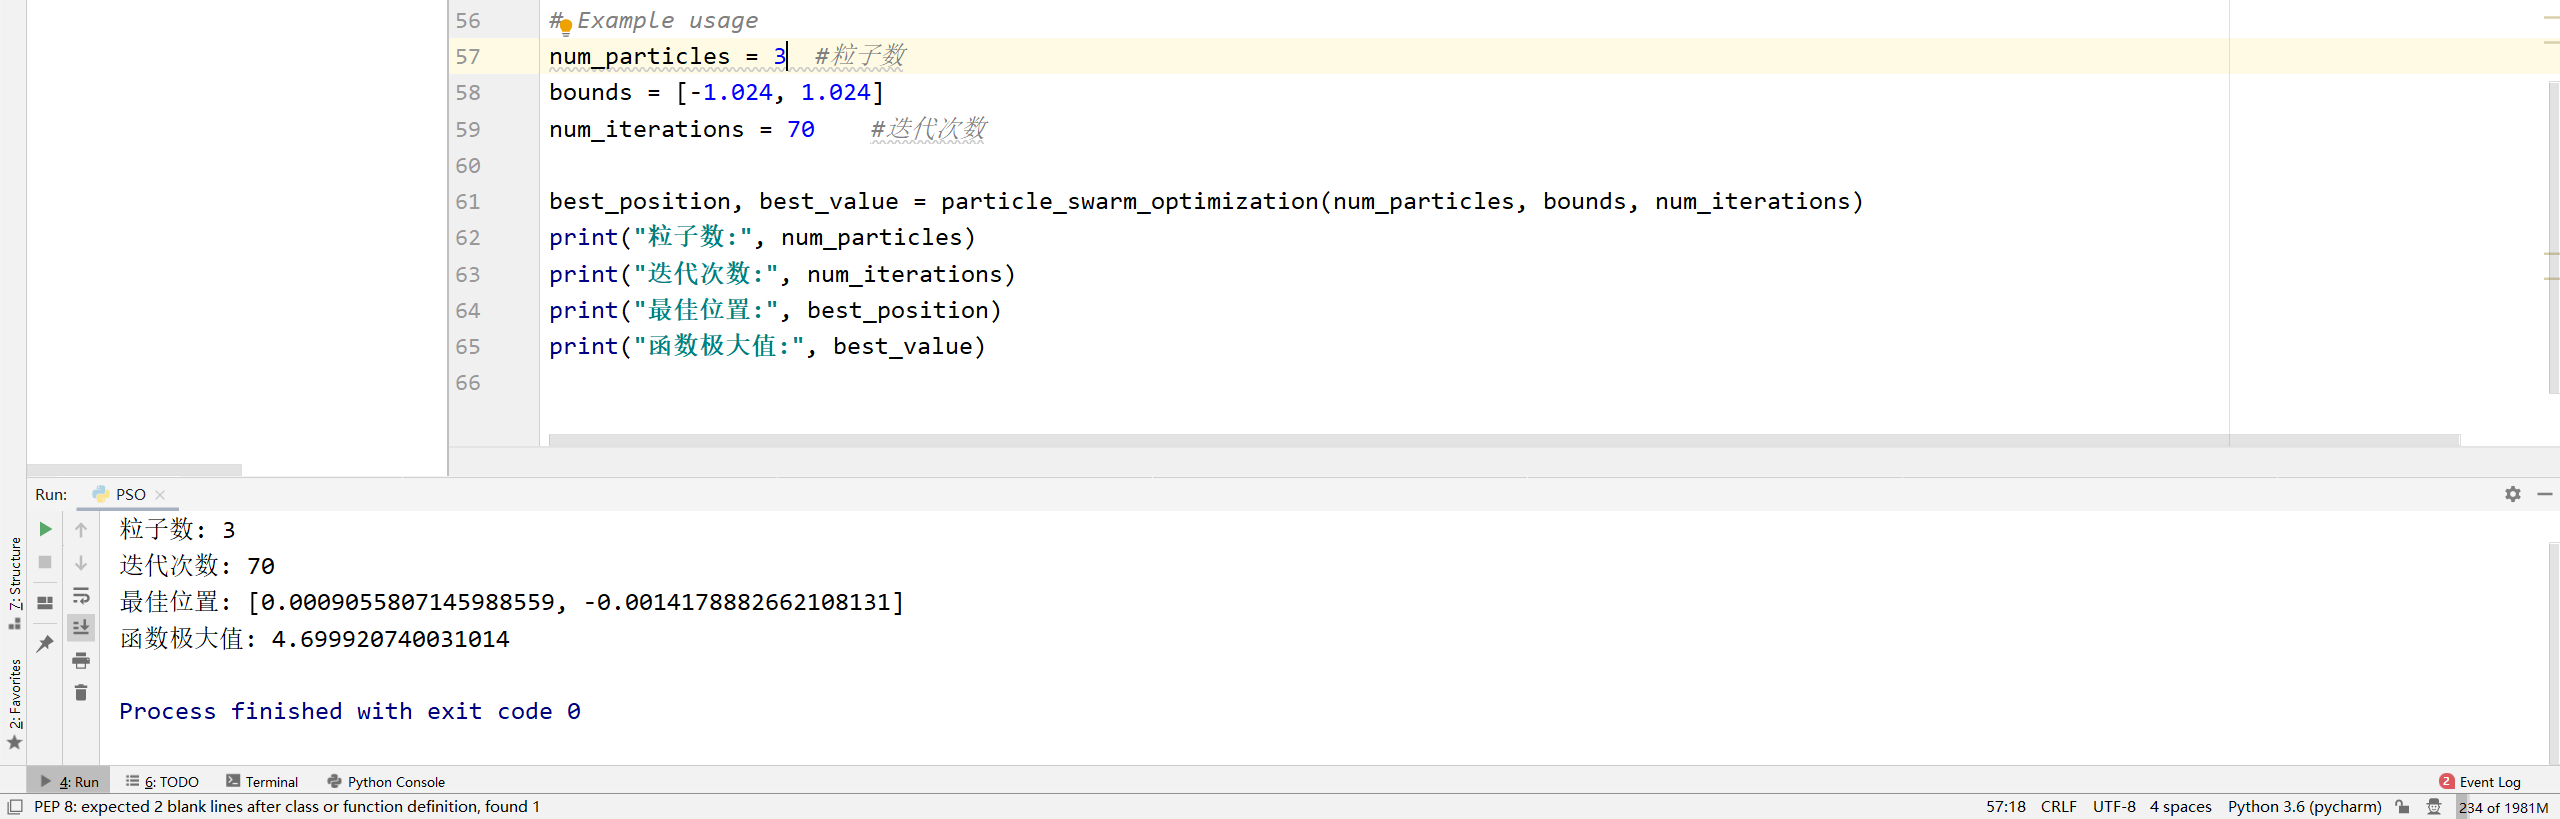 56 # Example usage
57 num_particles = 3 #粒子数
58 bounds = [-1.024, 1.024]
59 num_iterations = 70 #迭代次数
60
61 best_position, best_value = particle_swarm_optimization(num_particles, bounds, num_iterations)
62 print("粒子数:", num_particles)
63 print("迭代次数:", num_iterations)
64 print("最佳位置:", best_position)
65 print("函数极大值:", best_value)
66
Run: PSO
粒子数: 3
迭代次数: 70
最佳位置: [0.0009055807145988559, -0.0014178882662108131]
函数极大值: 4.699920740031014
Process finished with exit code 0
7: Structure
2: Favorites
4: Run 6: TODO Terminal Python Console 2 Event Log
PEP 8: expected 2 blank lines after class or function definition, found 1 57:18 CRLF UTF-8 4 spaces Python 3.6 (pycharm) 234 of 1981M